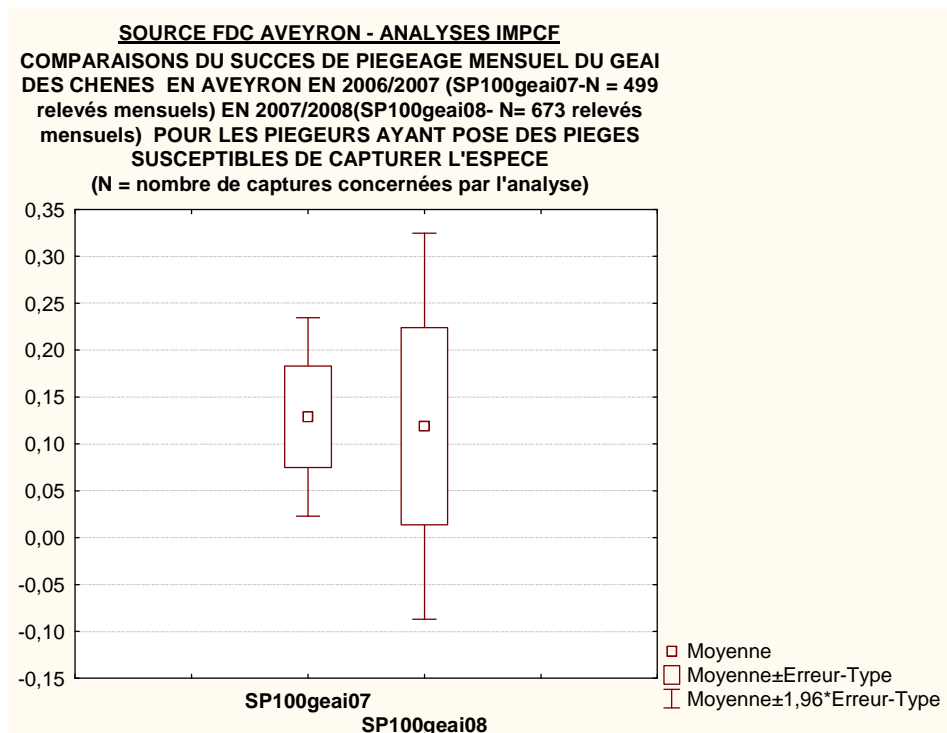 SOURCE FDC AVEYRON - ANALYSES IMPCF
COMPARAISONS DU SUCCES DE PIEGEAGE MENSUEL DU GEAI
DES CHENES EN AVEYRON EN 2006/2007 (SP100geai07-N = 499
relevés mensuels) EN 2007/2008(SP100geai08- N= 673 relevés
mensuels) POUR LES PIEGEURS AYANT POSE DES PIEGES
SUSCEPTIBLES DE CAPTURER L'ESPECE
(N = nombre de captures concernées par l'analyse)
0,35
0,30
0,25
0,20
0,15
0,10
0,05
0,00
-0,05
-0,10
-0,15
SP100geai07
SP100geai08
Moyenne
Moyenne±Erreur-Type
Moyenne±1,96*Erreur-Type